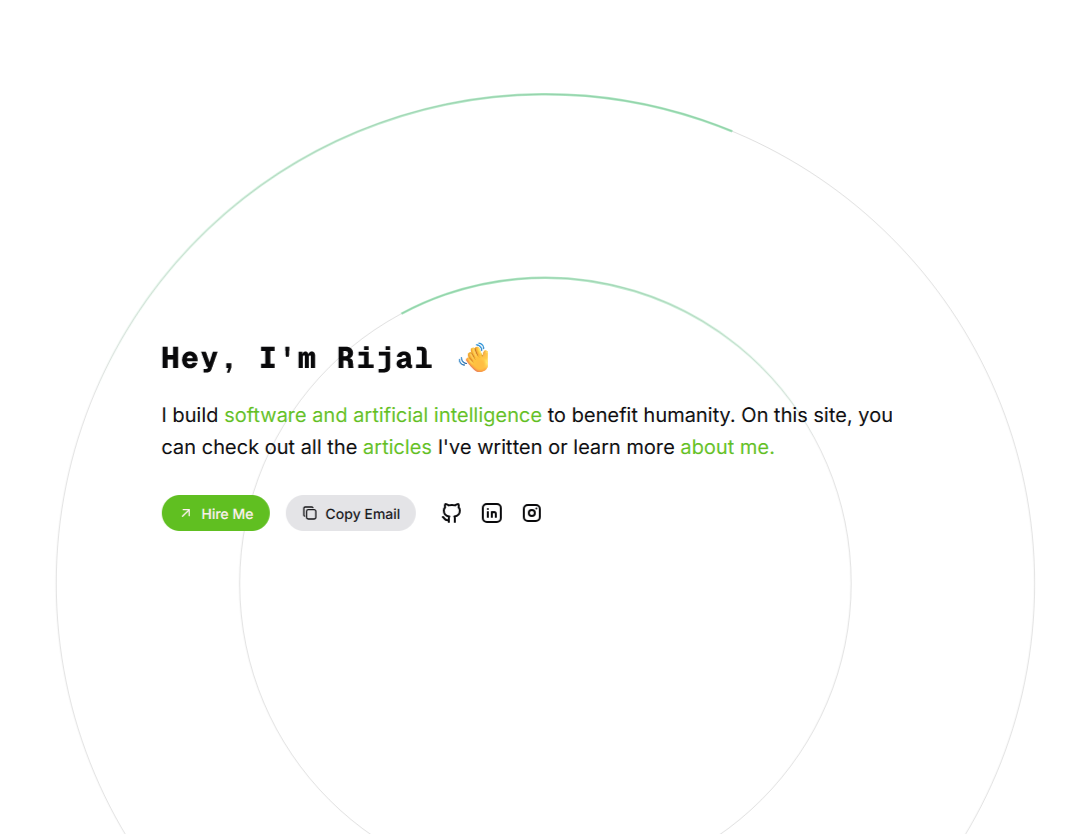 Hey, I'm Rijal 👋
I build software and artificial intelligence to benefit humanity. On this site, you
can check out all the articles I've written or learn more about me.
Hire Me
Copy Email
in